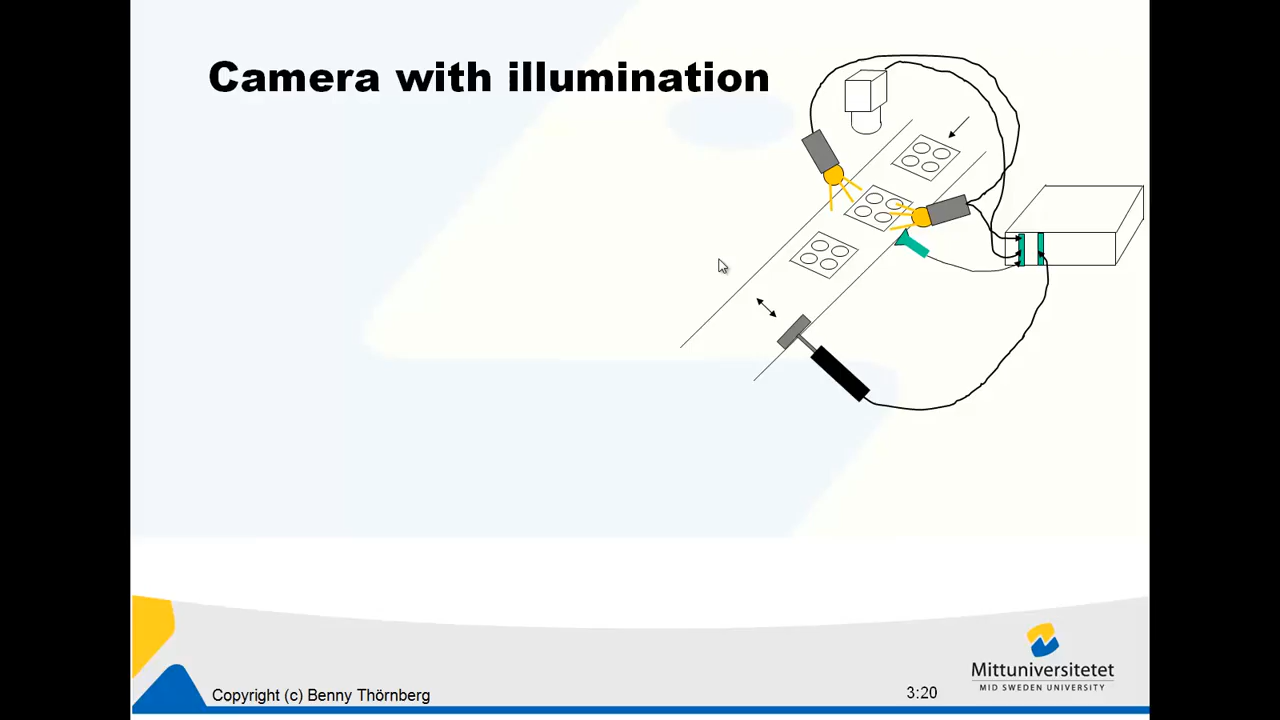 Camera with illumination
Mittuniversitetet
MID SWEDEN UNIVERSITY
Copyright (c) Benny Thörnberg
3:20